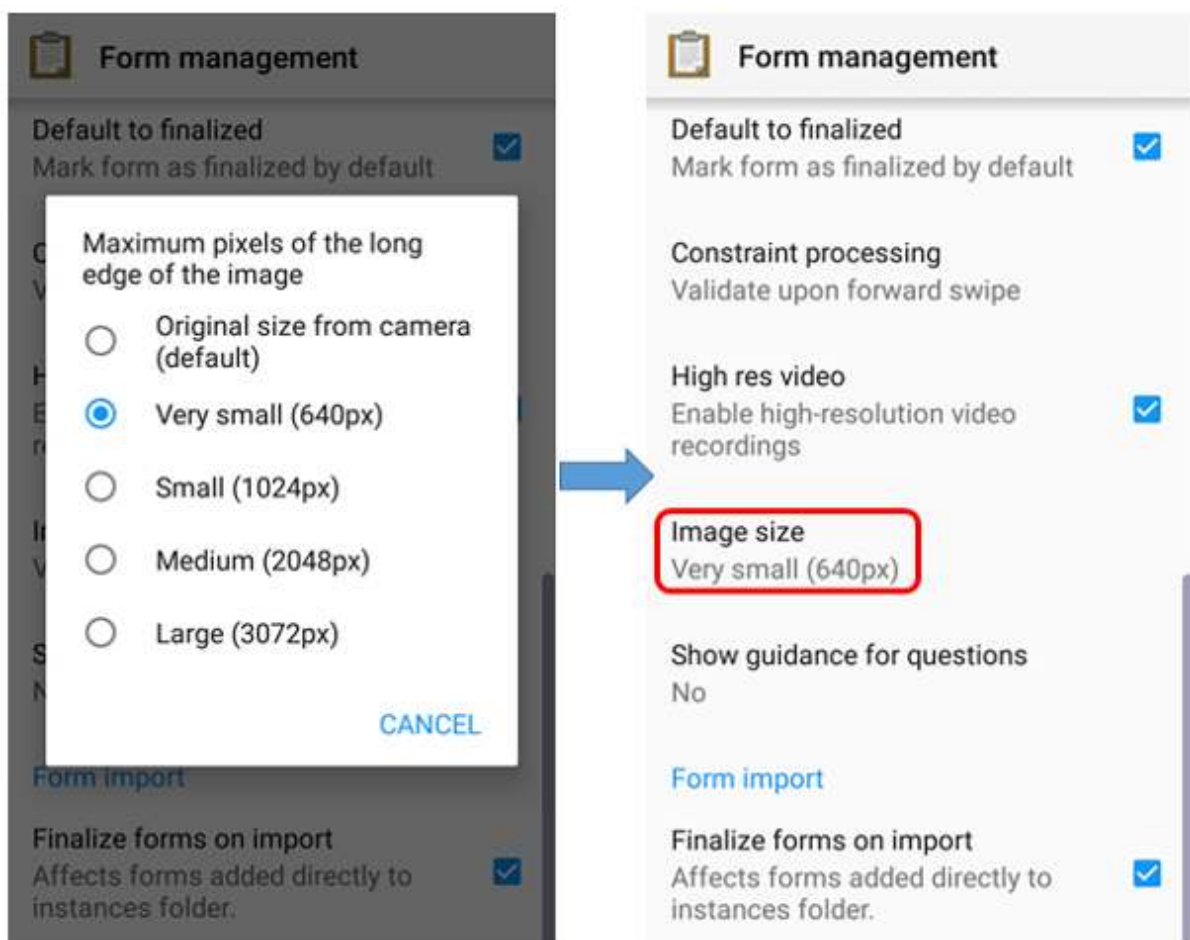 Form management
Default to finalized
Mark form as finalized by default
Maximum pixels of the long
edge of the image
Original size from camera
(default)
Very small (640px)
Small (1024px)
Medium (2048px)
Large (3072px)
CANCEL
Form import
Finalize forms on import
Affects forms added directly to
instances folder.
Form management
Default to finalized
Mark form as finalized by default
Constraint processing
Validate upon forward swipe
High res video
Enable high-resolution video
recordings
Image size
Very small (640px)
Show guidance for questions
No
Form import
Finalize forms on import
Affects forms added directly to
instances folder.